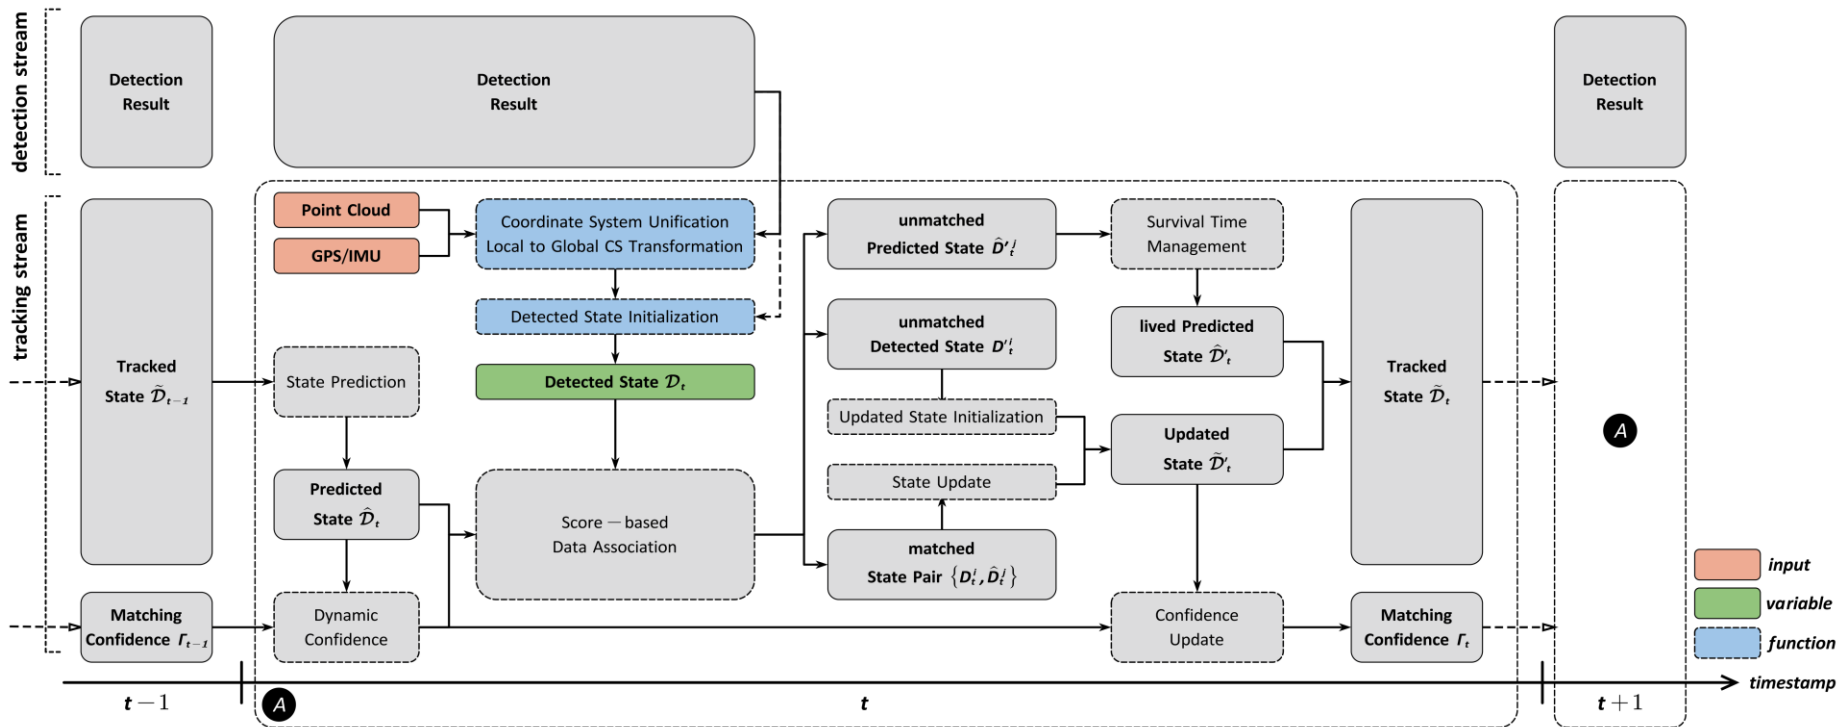 detection stream
Detection
Result
Detection
Result
Detection
Result
tracking stream
Tracked
State 𝒟̃ₜ₋₁
Matching
Confidence Γₜ₋₁
Point Cloud
GPS/IMU
Coordinate System Unification
Local to Global CS Transformation
Detected State Initialization
Detected State 𝒟ₜ
State Prediction
Predicted
State 𝒟̂ₜ
Dynamic
Confidence
Score－based
Data Association
unmatched
Predicted State D̂′ₜʲ
unmatched
Detected State D′ₜⁱ
Updated State Initialization
State Update
matched
State Pair {Dₜⁱ, D̂ₜʲ}
Survival Time
Management
lived Predicted
State 𝒟̂′ₜ
Updated
State 𝒟̃′ₜ
Confidence
Update
Tracked
State 𝒟̃ₜ
Matching
Confidence Γₜ
A
input
variable
function
t−1
A
t
t+1
timestamp